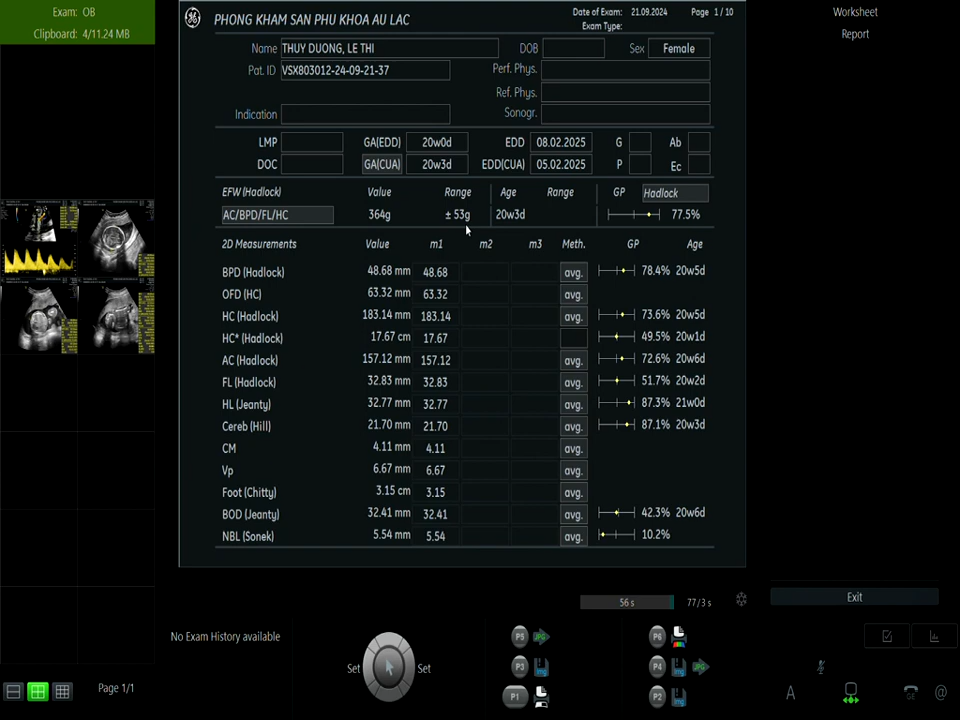 Exam: OB
Clipboard: 4/11.24 MB
PHONG KHAM SAN PHU KHOA AU LAC
Date of Exam: 21.09.2024 Page 1 / 10
Exam Type:
Name THUY DUONG, LE THI DOB Sex Female
Pat. ID VSX803012-24-09-21-37 Perf. Phys.
Ref. Phys.
Indication Sonogr.
LMP GA(EDD) 20w0d EDD 08.02.2025 G Ab
DOC GA(CUA) 20w3d EDD(CUA) 05.02.2025 P Ec
EFW (Hadlock) Value Range Age Range GP Hadlock
AC/BPD/FL/HC 364g ± 53g 20w3d 77.5%
2D Measurements Value m1 m2 m3 Meth. GP Age
BPD (Hadlock) 48.68 mm 48.68 avg. 78.4% 20w5d
OFD (HC) 63.32 mm 63.32 avg.
HC (Hadlock) 183.14 mm 183.14 avg. 73.6% 20w5d
HC* (Hadlock) 17.67 cm 17.67 49.5% 20w1d
AC (Hadlock) 157.12 mm 157.12 avg. 72.6% 20w6d
FL (Hadlock) 32.83 mm 32.83 avg. 51.7% 20w2d
HL (Jeanty) 32.77 mm 32.77 avg. 87.3% 21w0d
Cereb (Hill) 21.70 mm 21.70 avg. 87.1% 20w3d
CM 4.11 mm 4.11 avg.
Vp 6.67 mm 6.67 avg.
Foot (Chitty) 3.15 cm 3.15 avg.
BOD (Jeanty) 32.41 mm 32.41 avg. 42.3% 20w6d
NBL (Sonek) 5.54 mm 5.54 avg. 10.2%
Worksheet
Report
56 s 77/3 s
Exit
No Exam History available
Set Set
P5 JPG P6
P3 img P4 img JPG
P1 P2 img
Page 1/1
A GE @